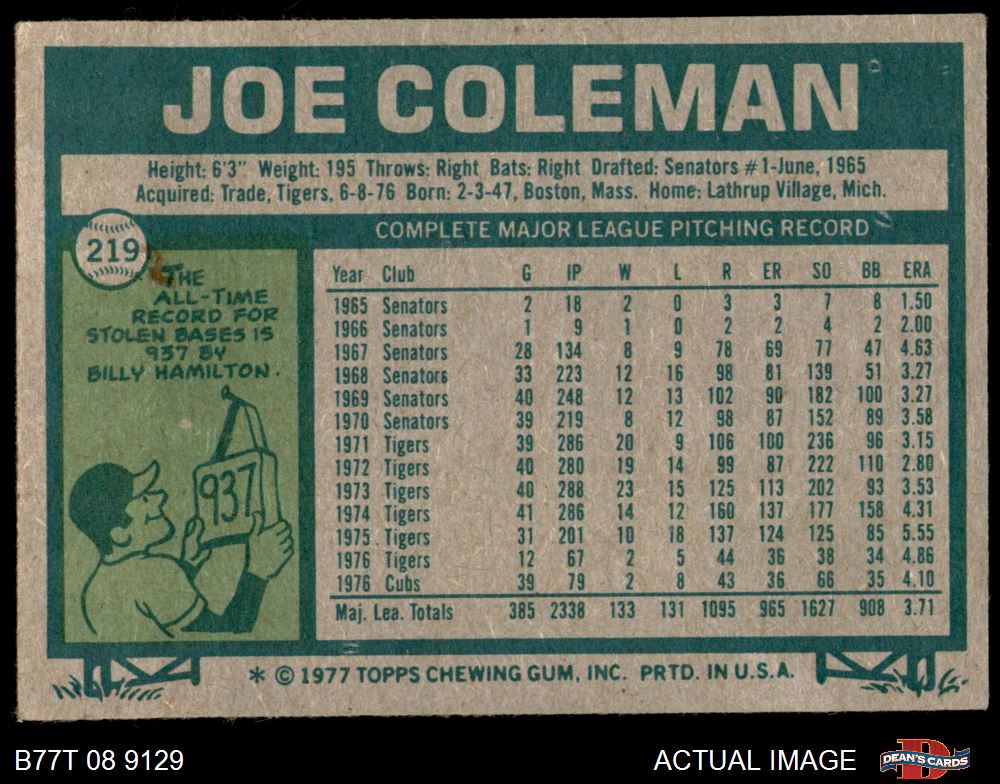 JOE COLEMAN
Height: 6'3" Weight: 195 Throws: Right Bats: Right Drafted: Senators #1-June, 1965
Acquired: Trade, Tigers, 6-8-76 Born: 2-3-47, Boston, Mass. Home: Lathrup Village, Mich.
219
THE
ALL-TIME
RECORD FOR
STOLEN BASES IS
937 BY
BILLY HAMILTON.
937
COMPLETE MAJOR LEAGUE PITCHING RECORD
Year Club G IP W L R ER SO BB ERA
1965 Senators 2 18 2 0 3 3 7 8 1.50
1966 Senators 1 9 1 0 2 2 4 2 2.00
1967 Senators 28 134 8 9 78 69 77 47 4.63
1968 Senators 33 223 12 16 98 81 139 51 3.27
1969 Senators 40 248 12 13 102 90 182 100 3.27
1970 Senators 39 219 8 12 98 87 152 89 3.58
1971 Tigers 39 286 20 9 106 100 236 96 3.15
1972 Tigers 40 280 19 14 99 87 222 110 2.80
1973 Tigers 40 288 23 15 125 113 202 93 3.53
1974 Tigers 41 286 14 12 160 137 177 158 4.31
1975 Tigers 31 201 10 18 137 124 125 85 5.55
1976 Tigers 12 67 2 5 44 36 38 34 4.86
1976 Cubs 39 79 2 8 43 36 66 35 4.10
Maj. Lea. Totals 385 2338 133 131 1095 965 1627 908 3.71
* © 1977 TOPPS CHEWING GUM, INC. PRTD. IN U.S.A.
B77T 08 9129
ACTUAL IMAGE
D
DEAN'S CARDS